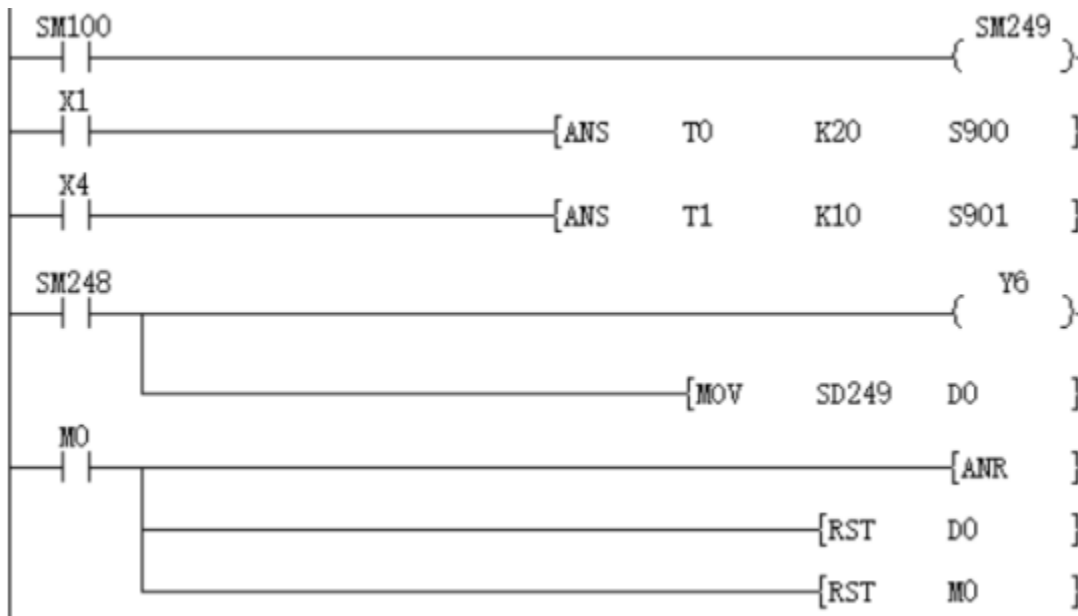 SM100 SM249
X1
[ANS T0 K20 S900 ]
X4
[ANS T1 K10 S901 ]
SM248 Y6
[MOV SD249 D0 ]
M0
[ANR ]
[RST D0 ]
[RST M0 ]